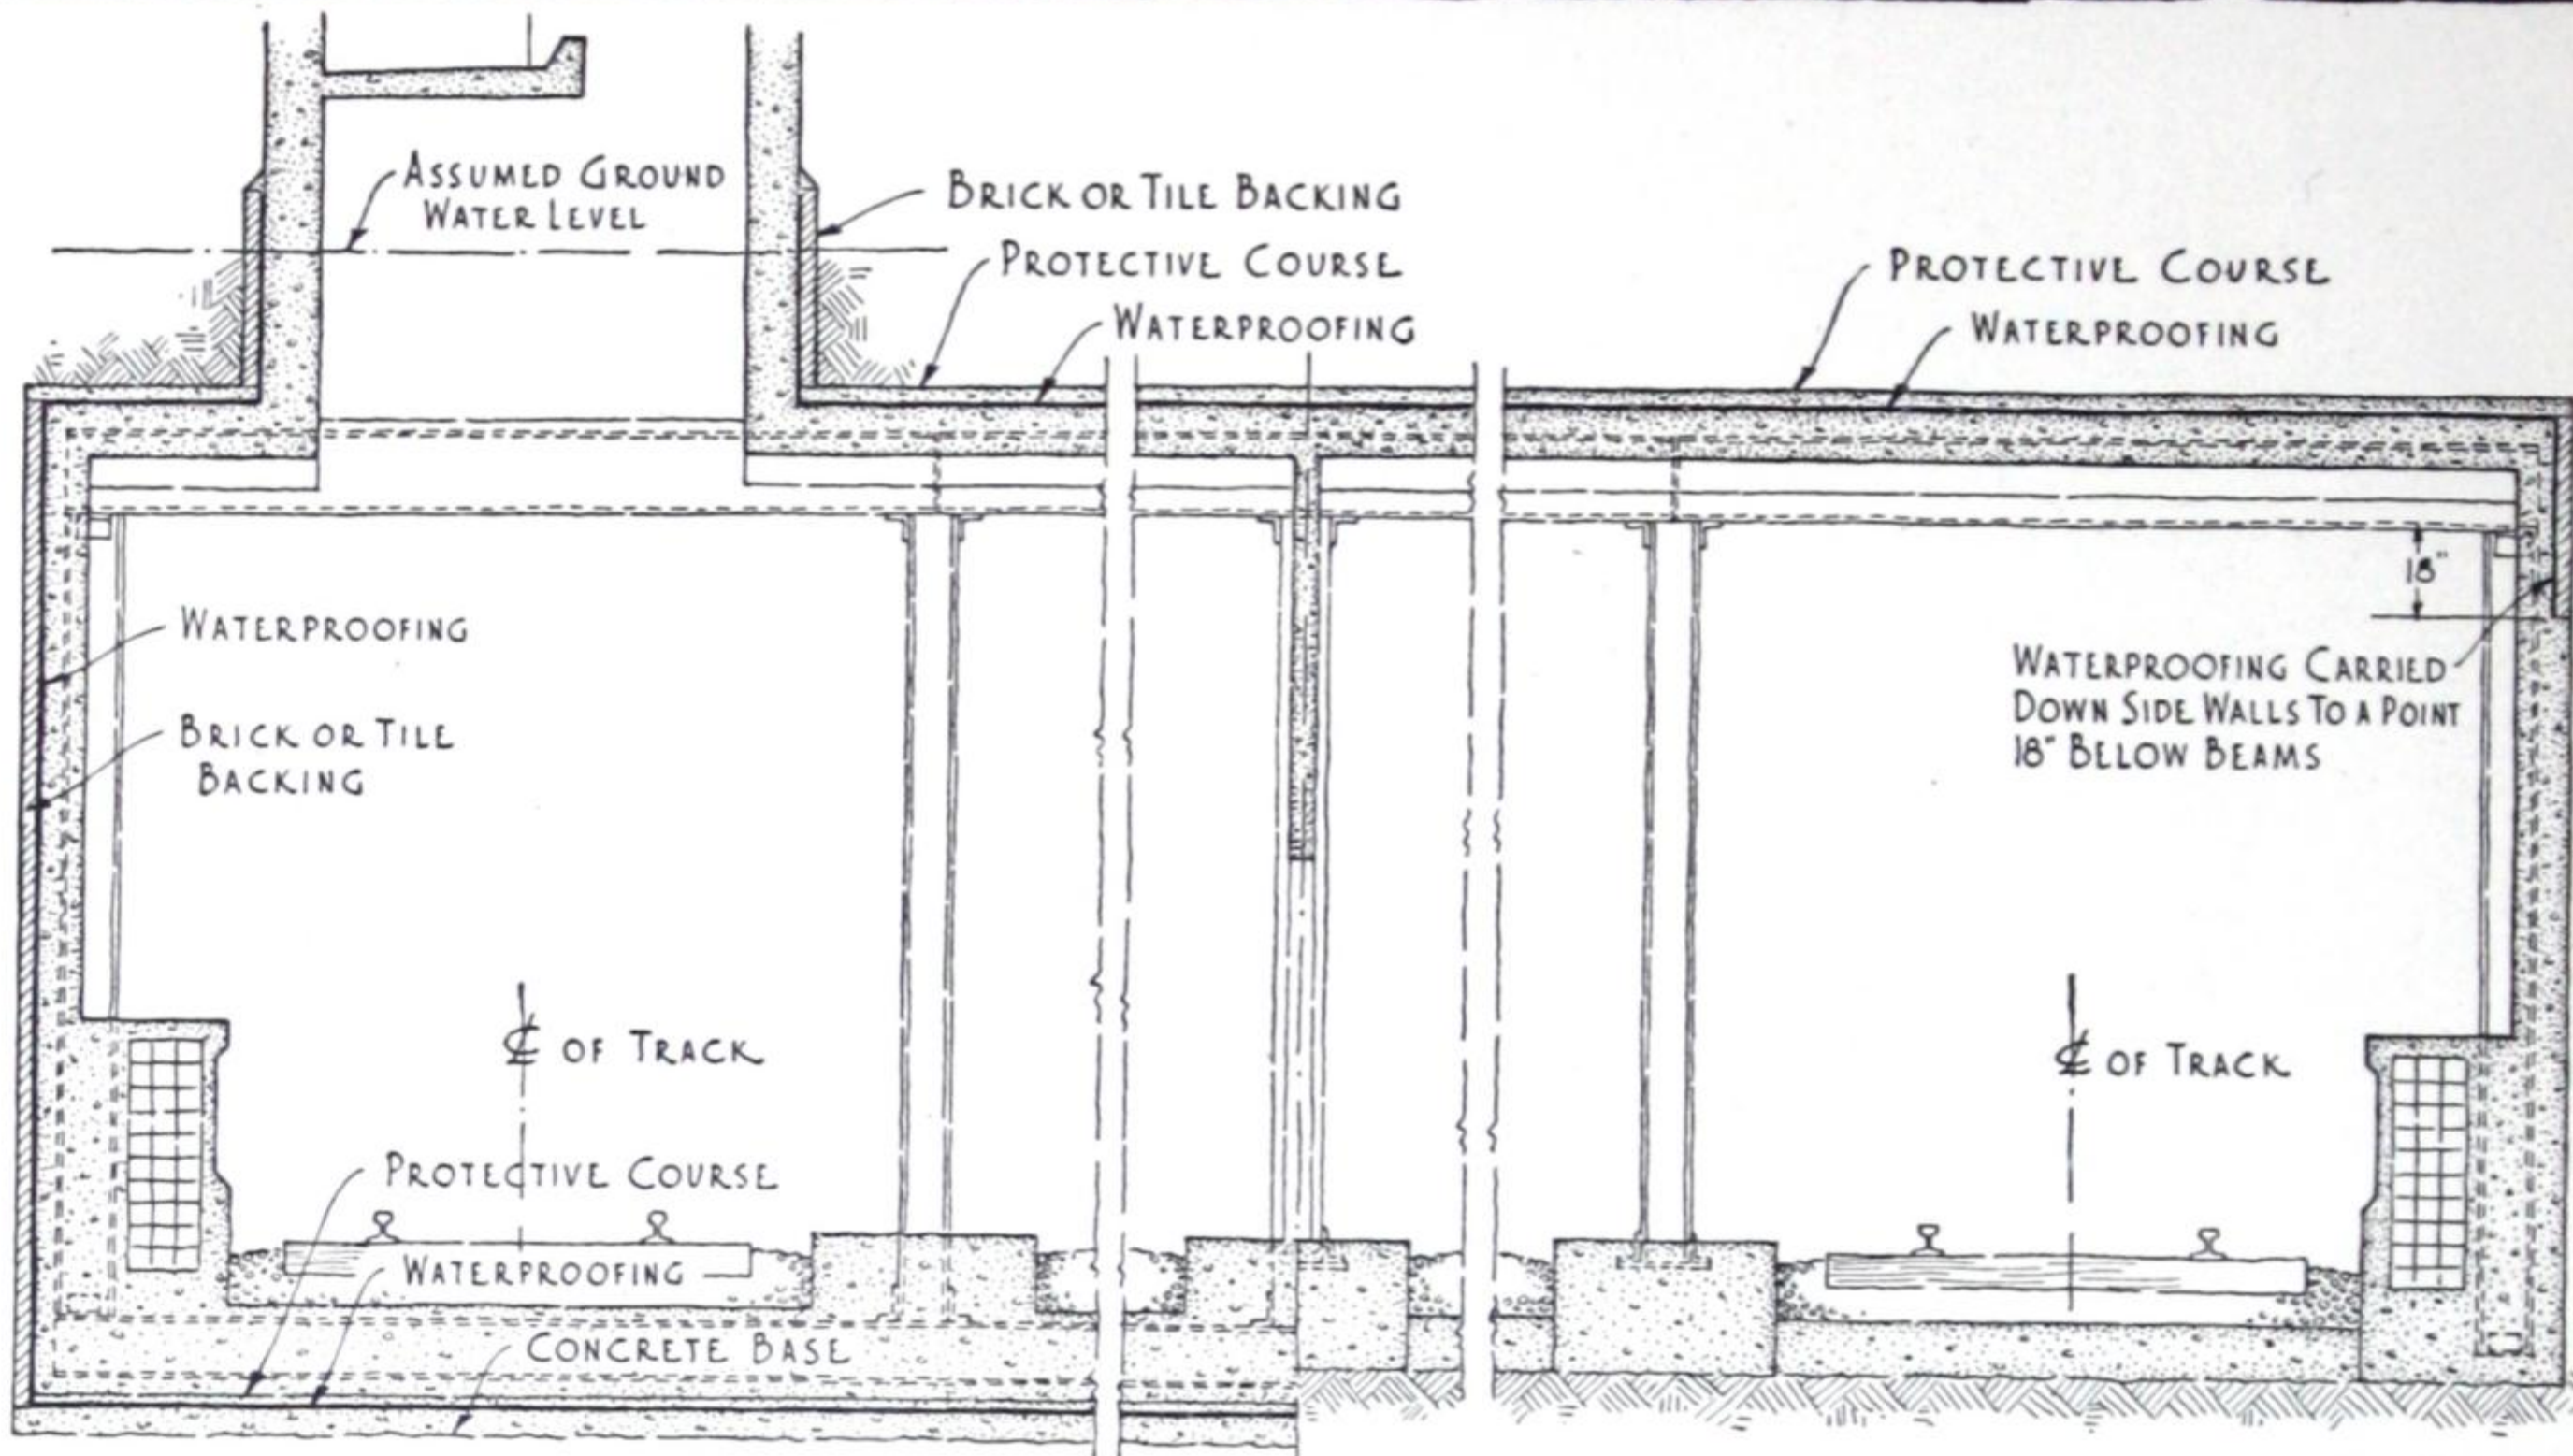 ASSUMED GROUND
WATER LEVEL
BRICK OR TILE BACKING
PROTECTIVE COURSE
WATERPROOFING
PROTECTIVE COURSE
WATERPROOFING
18"
WATERPROOFING
BRICK OR TILE
BACKING
WATERPROOFING CARRIED
DOWN SIDE WALLS TO A POINT
18" BELOW BEAMS
℄ OF TRACK
℄ OF TRACK
PROTECTIVE COURSE
WATERPROOFING
CONCRETE BASE